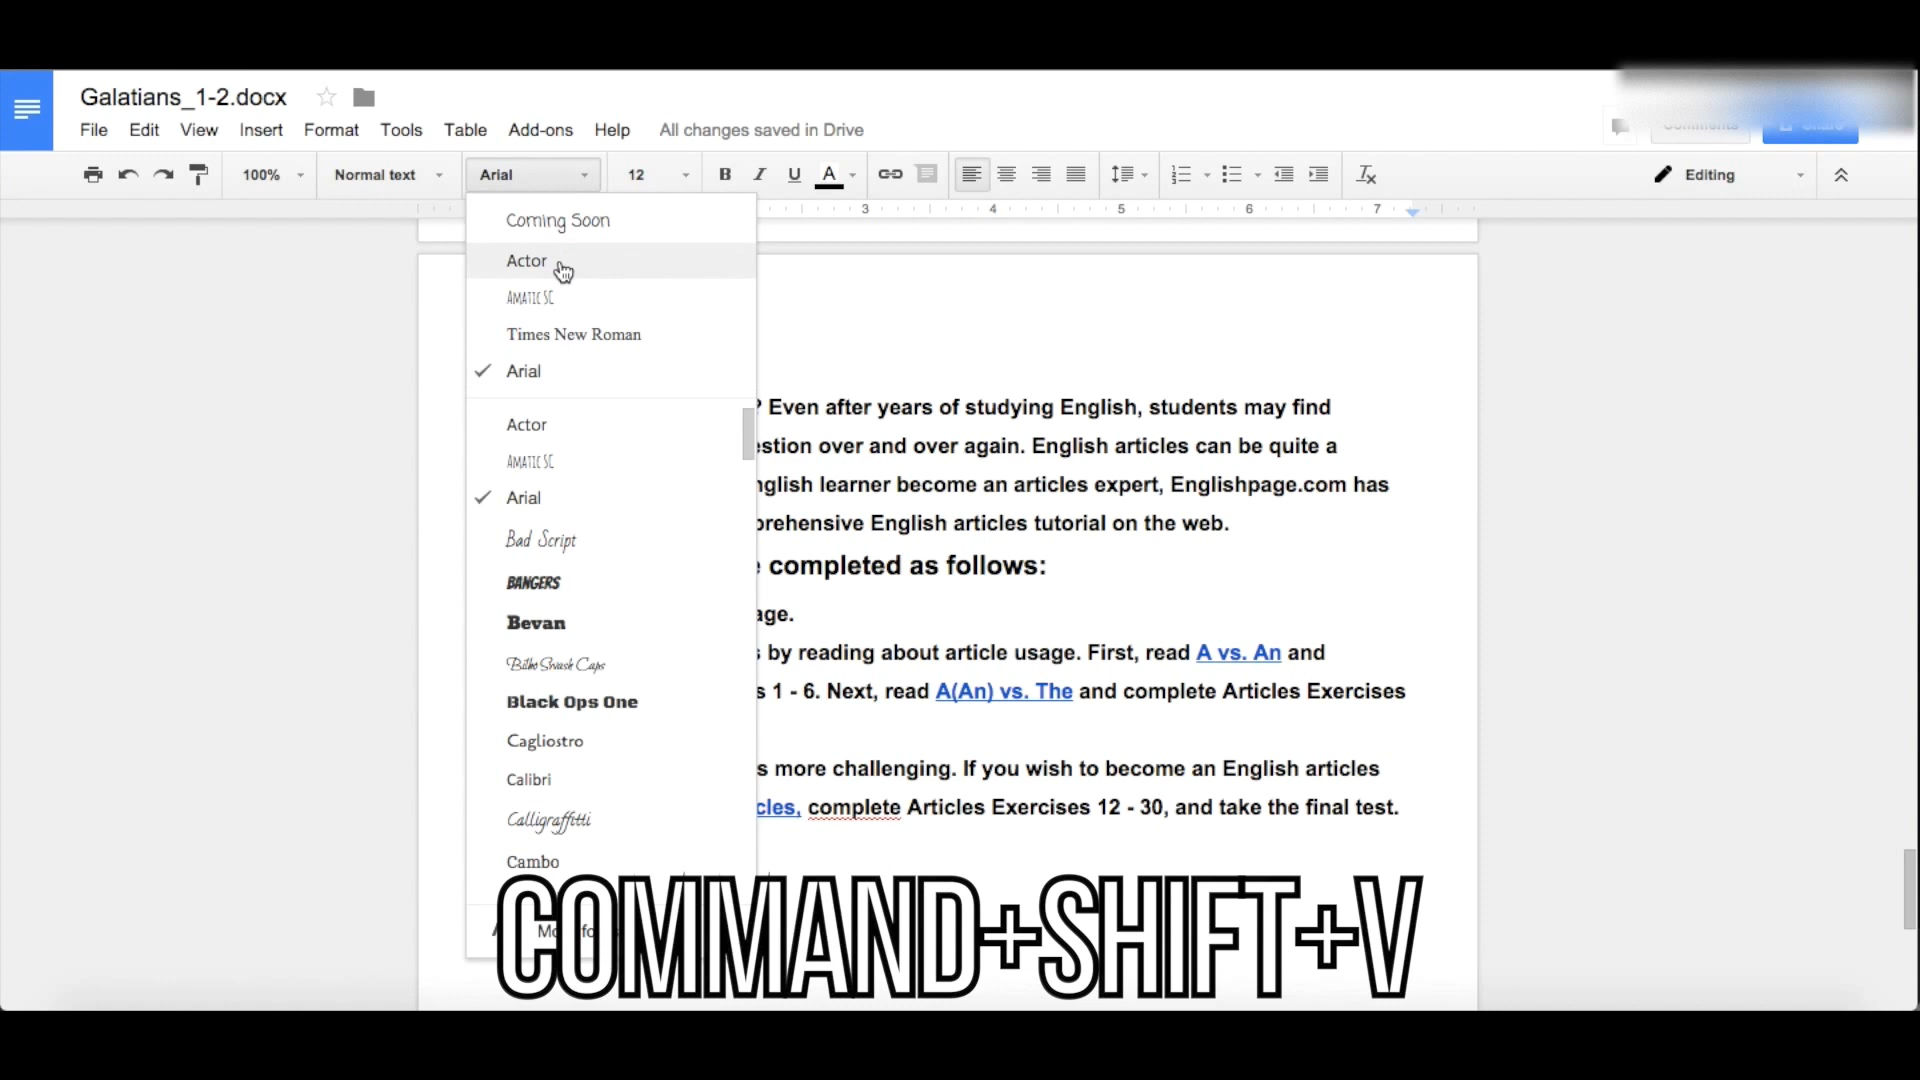 Galatians_1-2.docx
File Edit View Insert Format Tools Table Add-ons Help All changes saved in Drive
100% Normal text Arial 12 B I U A Editing
3 4 5 6 7
Coming Soon
Actor
Amatic SC
Times New Roman
Arial
Actor
Amatic SC
Arial
Bad Script
BANGERS
Bevan
Bilbo Swash Caps
Black Ops One
Cagliostro
Calibri
Calligraffitti
Cambo
? Even after years of studying English, students may find
estion over and over again. English articles can be quite a
nglish learner become an articles expert, Englishpage.com has
prehensive English articles tutorial on the web.
completed as follows:
age.
s by reading about article usage. First, read A vs. An and
s 1 - 6. Next, read A(An) vs. The and complete Articles Exercises
s more challenging. If you wish to become an English articles
cles, complete Articles Exercises 12 - 30, and take the final test.
COMMAND+SHIFT+V